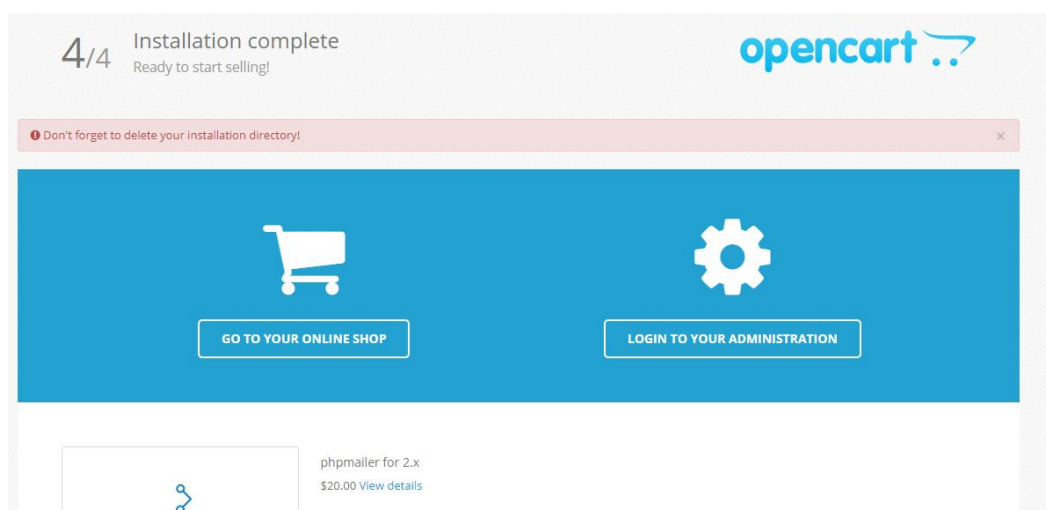 4/4
Installation complete
Ready to start selling!
opencart
Don't forget to delete your installation directory!
×
GO TO YOUR ONLINE SHOP
LOGIN TO YOUR ADMINISTRATION
phpmailer for 2.x
$20.00 View details